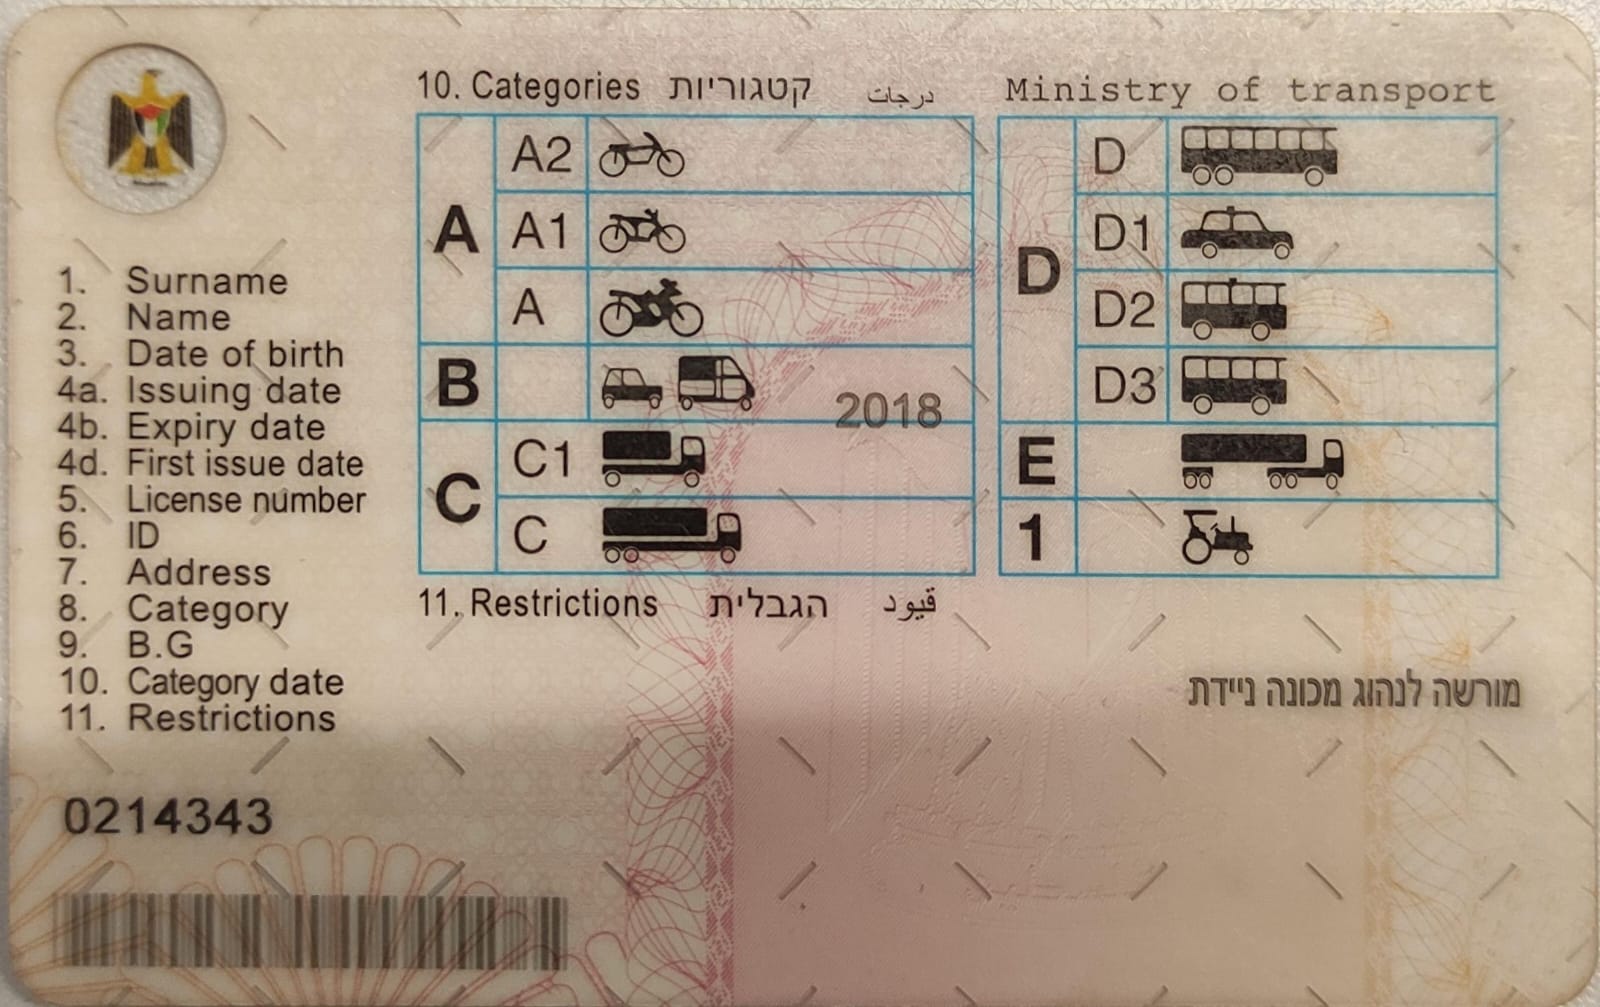 10. Categories קטגוריות درجات
Ministry of transport
A
A2
A1
A
B
2018
C
C1
C
D
D
D1
D2
D3
E
1
11. Restrictions הגבלית قيود
מורשה לנהוג מכונה ניידת
1. Surname
2. Name
3. Date of birth
4a. Issuing date
4b. Expiry date
4d. First issue date
5. License number
6. ID
7. Address
8. Category
9. B.G
10. Category date
11. Restrictions
0214343